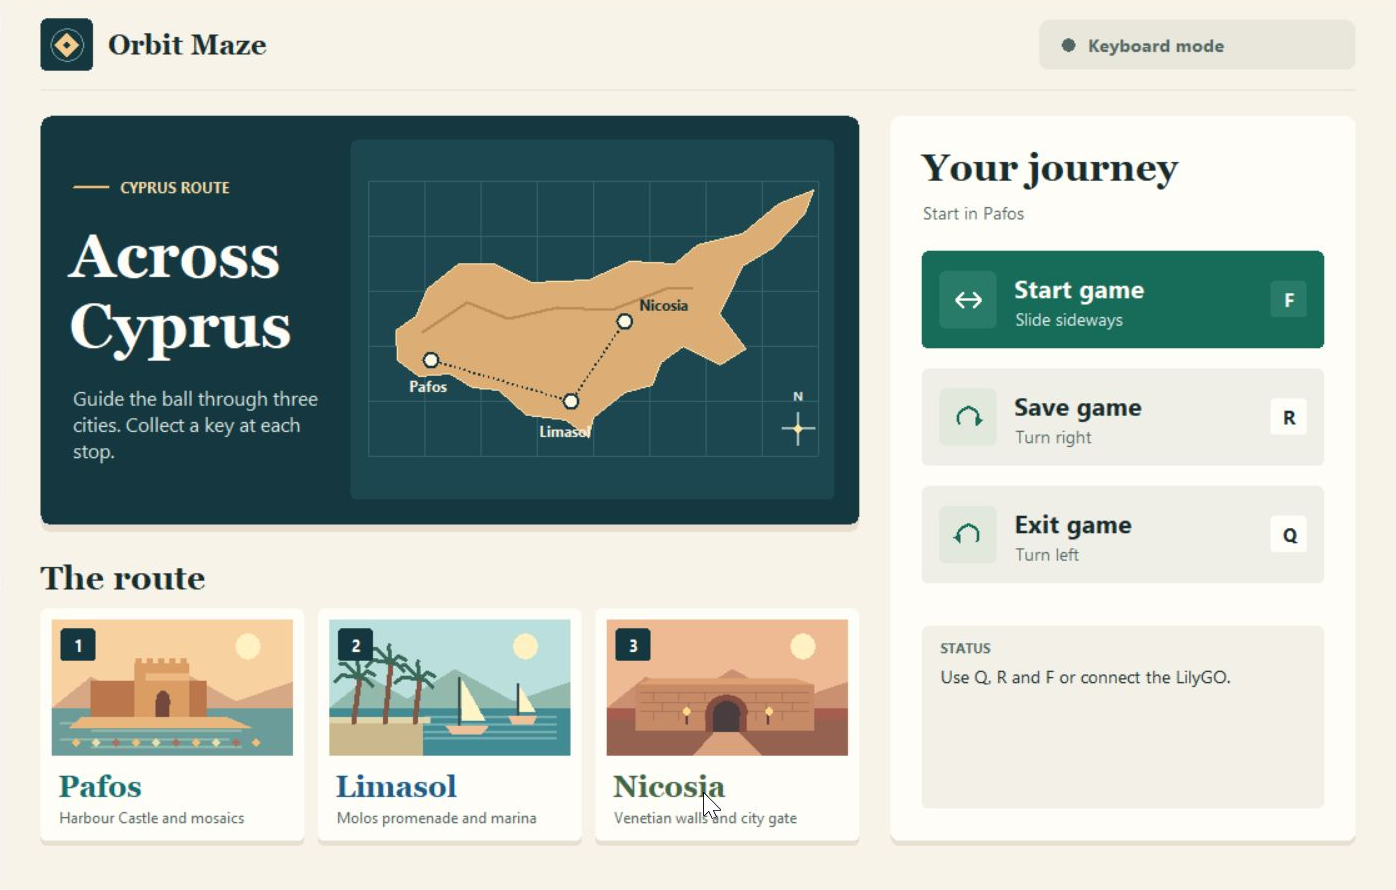 Orbit Maze
Keyboard mode
CYPRUS ROUTE
Across
Cyprus
Guide the ball through three
cities. Collect a key at each
stop.
Nicosia
Pafos
Limasol
N
Your journey
Start in Pafos
Start game
Slide sideways
F
Save game
Turn right
R
Exit game
Turn left
Q
STATUS
Use Q, R and F or connect the LilyGO.
The route
1
Pafos
Harbour Castle and mosaics
2
Limasol
Molos promenade and marina
3
Nicosia
Venetian walls and city gate